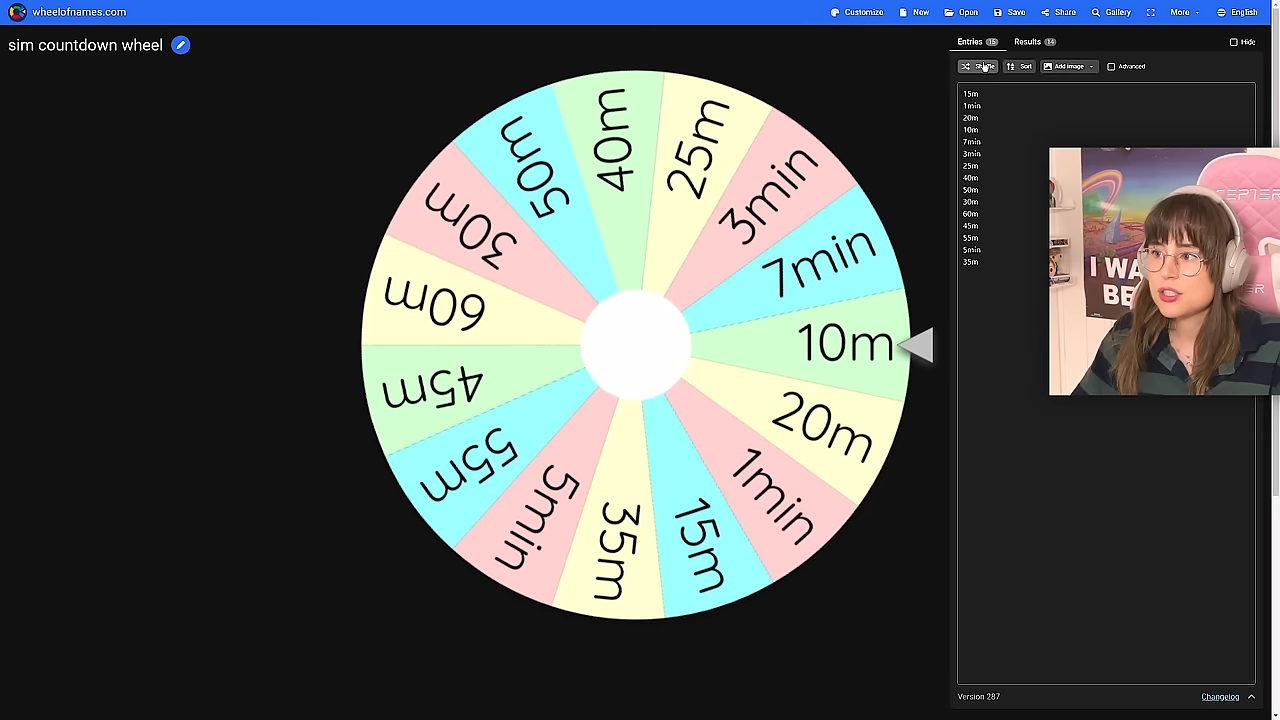 wheelofnames.com
Customize
New
Open
Save
Share
Gallery
More
English
sim countdown wheel
Entries 15
Results 14
Hide
Sort
Add image
Advanced
15m
1min
20m
10m
7min
3min
25m
40m
50m
30m
60m
45m
55m
5min
35m
40m
25m
3min
7min
10m
20m
1min
15m
35m
5min
55m
45m
60m
30m
50m
I WA
BE
Version 287
Changelog